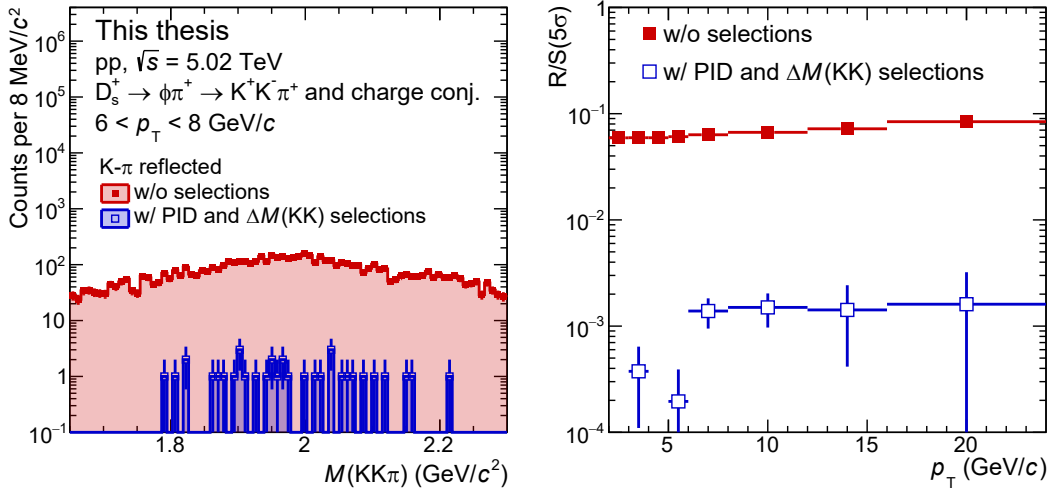 This thesis
pp, √s = 5.02 TeV
D⁺ₛ → ϕπ⁺ → K⁺K⁻π⁺ and charge conj.
6 < p_T < 8 GeV/c
K-π reflected
w/o selections
w/ PID and ΔM(KK) selections
Counts per 8 MeV/c²
10⁶
10⁵
10⁴
10³
10²
10
1
10⁻¹
1.8 2 2.2
M(KKπ) (GeV/c²)
w/o selections
w/ PID and ΔM(KK) selections
R/S(5σ)
1
10⁻¹
10⁻²
10⁻³
10⁻⁴
5 10 15 20
p_T (GeV/c)